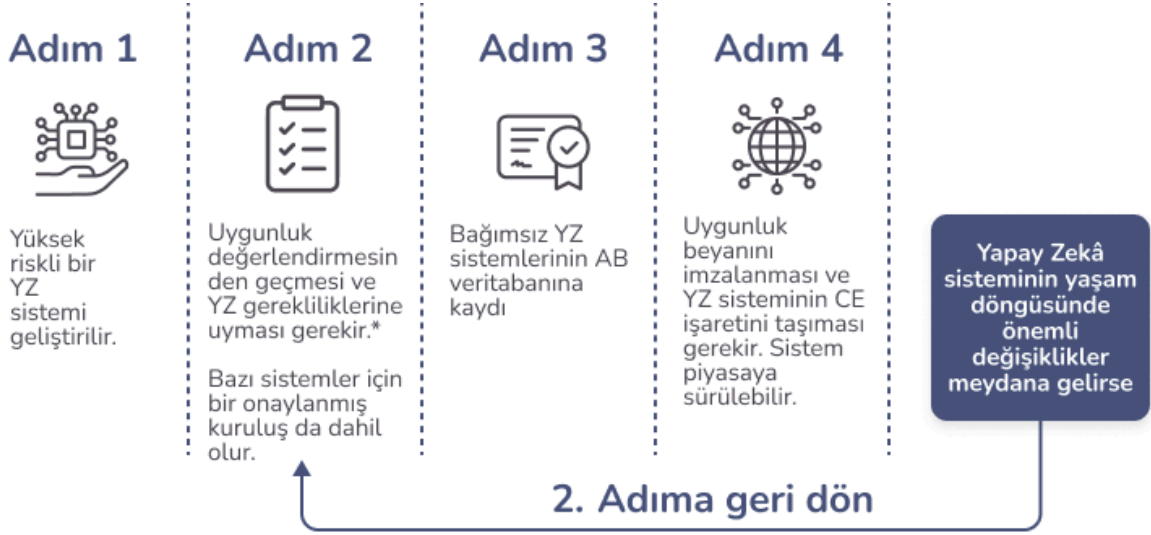 Adım 1
Yüksek
riskli bir
YZ
sistemi
geliştirilir.
Adım 2
Uygunluk
değerlendirmesin
den geçmesi ve
YZ gerekliliklerine
uyması gerekir.*
Bazı sistemler için
bir onaylanmış
kuruluş da dahil
olur.
Adım 3
Bağımsız YZ
sistemlerinin AB
veritabanına
kaydı
Adım 4
Uygunluk
beyanını
imzalanması ve
YZ sisteminin CE
işaretini taşıması
gerekir. Sistem
piyasaya
sürülebilir.
Yapay Zekâ
sisteminin yaşam
döngüsünde
önemli
değişiklikler
meydana gelirse
2. Adıma geri dön